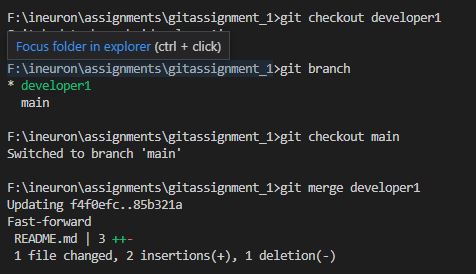 F:\ineuron\assignments\gitassignment_1>git checkout developer1
Focus folder in explorer (ctrl + click)
F:\ineuron\assignments\gitassignment_1>git branch
* developer1
  main
F:\ineuron\assignments\gitassignment_1>git checkout main
Switched to branch 'main'
F:\ineuron\assignments\gitassignment_1>git merge developer1
Updating f4f0efc..85b321a
Fast-forward
 README.md | 3 ++-
 1 file changed, 2 insertions(+), 1 deletion(-)